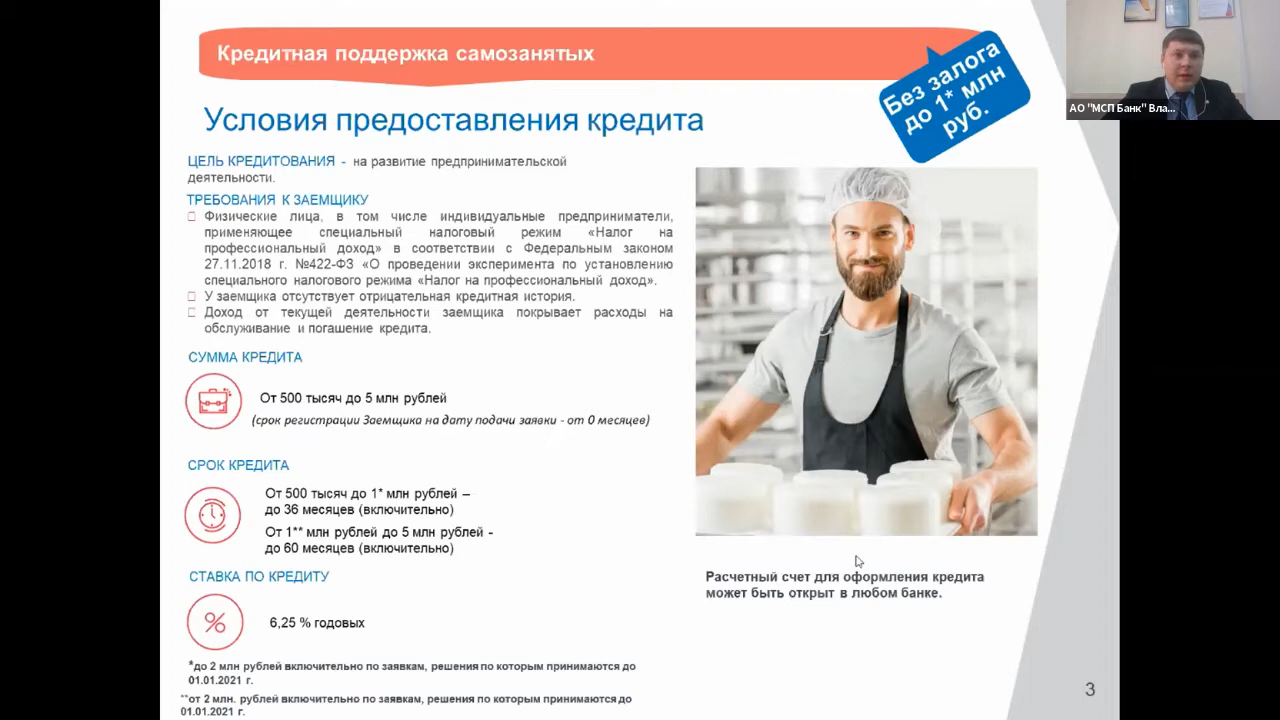 Кредитная поддержка самозанятых
Без залога
до 1* млн
руб.
АО "МСП Банк" Вла...
Условия предоставления кредита
ЦЕЛЬ КРЕДИТОВАНИЯ - на развитие предпринимательской
деятельности.
ТРЕБОВАНИЯ К ЗАЕМЩИКУ
Физические лица, в том числе индивидуальные предприниматели,
применяющее специальный налоговый режим «Налог на
профессиональный доход» в соответствии с Федеральным законом
27.11.2018 г. №422-ФЗ «О проведении эксперимента по установлению
специального налогового режима «Налог на профессиональный доход».
У заемщика отсутствует отрицательная кредитная история.
Доход от текущей деятельности заемщика покрывает расходы на
обслуживание и погашение кредита.
СУММА КРЕДИТА
От 500 тысяч до 5 млн рублей
(срок регистрации Заемщика на дату подачи заявки - от 0 месяцев)
СРОК КРЕДИТА
От 500 тысяч до 1* млн рублей –
до 36 месяцев (включительно)
От 1** млн рублей до 5 млн рублей -
до 60 месяцев (включительно)
СТАВКА ПО КРЕДИТУ
% 6,25 % годовых
Расчетный счет для оформления кредита
может быть открыт в любом банке.
*до 2 млн рублей включительно по заявкам, решения по которым принимаются до
01.01.2021 г.
**от 2 млн. рублей включительно по заявкам, решения по которым принимаются до
01.01.2021 г.
3